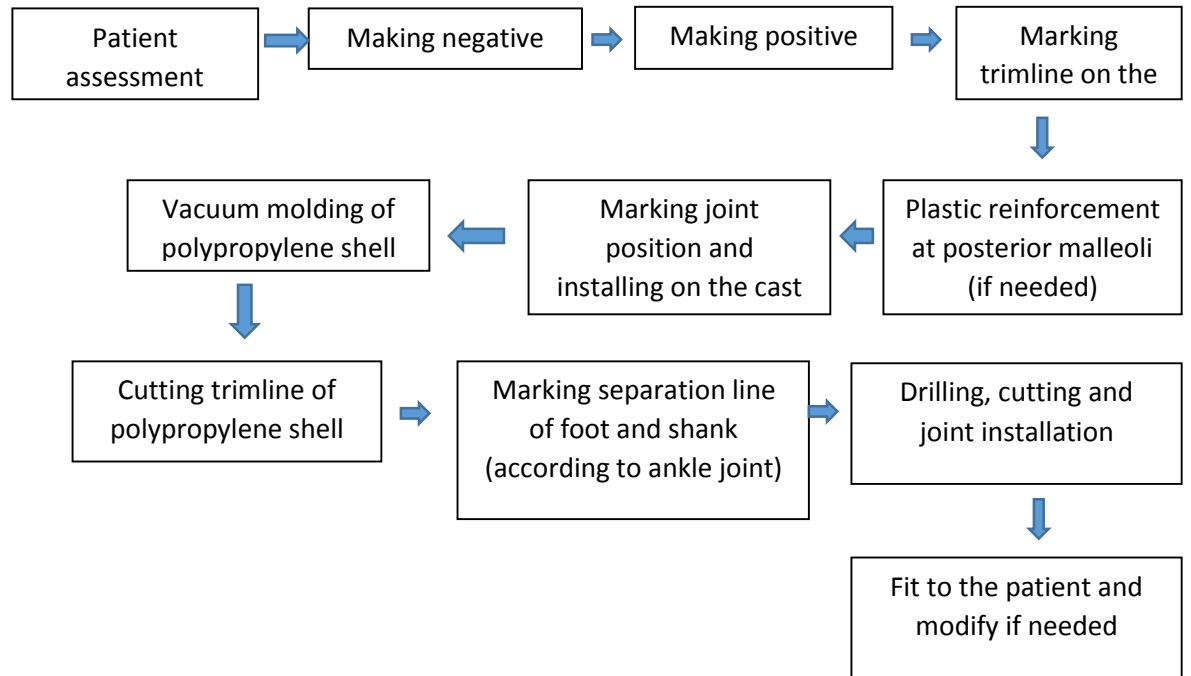 Patient
assessment
Making negative
Making positive
Marking
trimline on the
Plastic reinforcement
at posterior malleoli
(if needed)
Marking joint
position and
installing on the cast
Vacuum molding of
polypropylene shell
Cutting trimline of
polypropylene shell
Marking separation line
of foot and shank
(according to ankle joint)
Drilling, cutting and
joint installation
Fit to the patient and
modify if needed